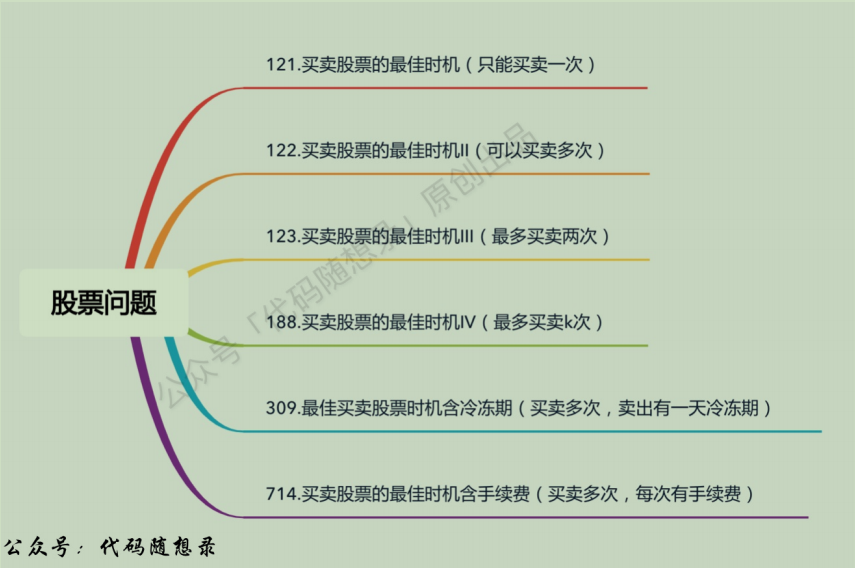 121.买卖股票的最佳时机（只能买卖一次）
122.买卖股票的最佳时机II（可以买卖多次）
123.买卖股票的最佳时机III（最多买卖两次）
股票问题
188.买卖股票的最佳时机IV（最多买卖k次）
309.最佳买卖股票时机含冷冻期（买卖多次，卖出有一天冷冻期）
714.买卖股票的最佳时机含手续费（买卖多次，每次有手续费）
公众号「代码随想录」原创出品
公众号：代码随想录